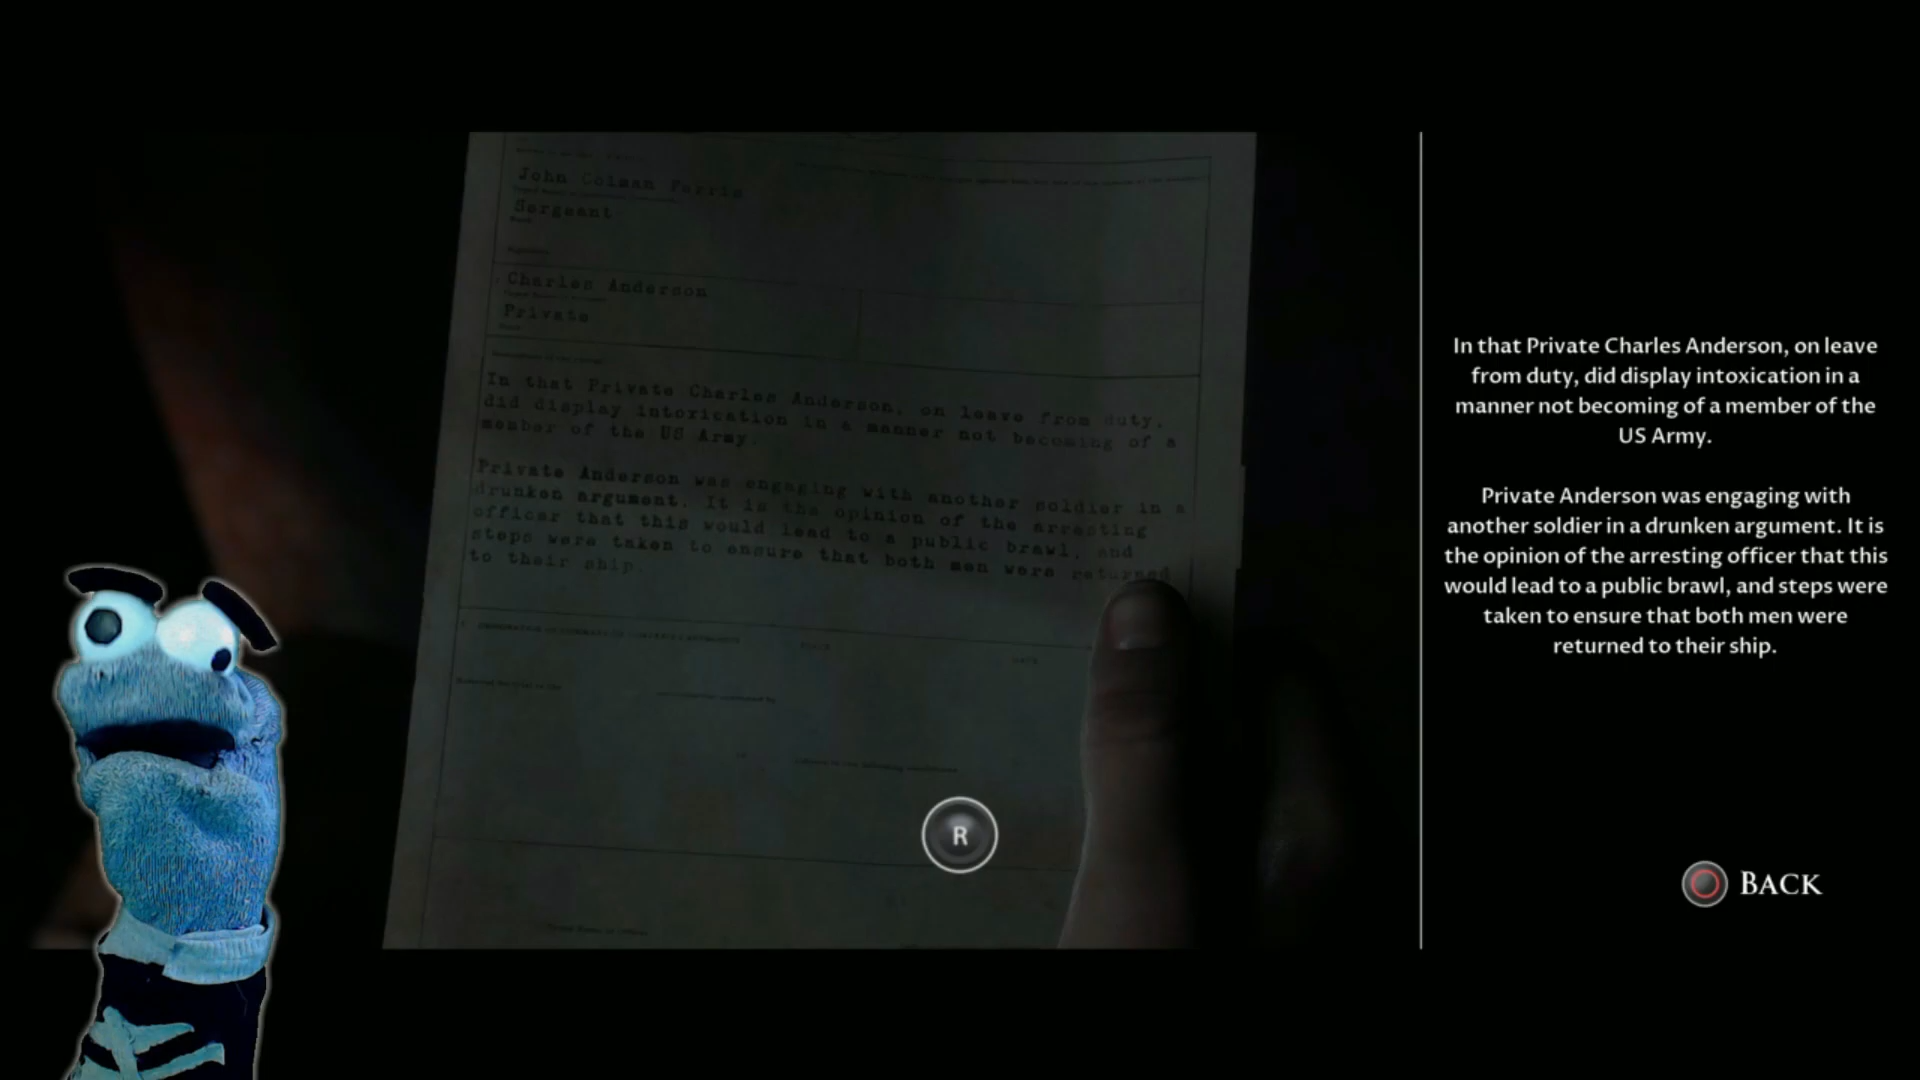 John Colman Ferris
Sergeant
Charles Anderson
Private
In that Private Charles Anderson, on leave from duty,
did display intoxication in a manner not becoming of a
member of the US Army.
Private Anderson was engaging with another soldier in a
drunken argument. It is the opinion of the arresting
officer that this would lead to a public brawl, and
steps were taken to ensure that both men were returned
to their ship.
R
In that Private Charles Anderson, on leave
from duty, did display intoxication in a
manner not becoming of a member of the
US Army.
Private Anderson was engaging with
another soldier in a drunken argument. It is
the opinion of the arresting officer that this
would lead to a public brawl, and steps were
taken to ensure that both men were
returned to their ship.
BACK